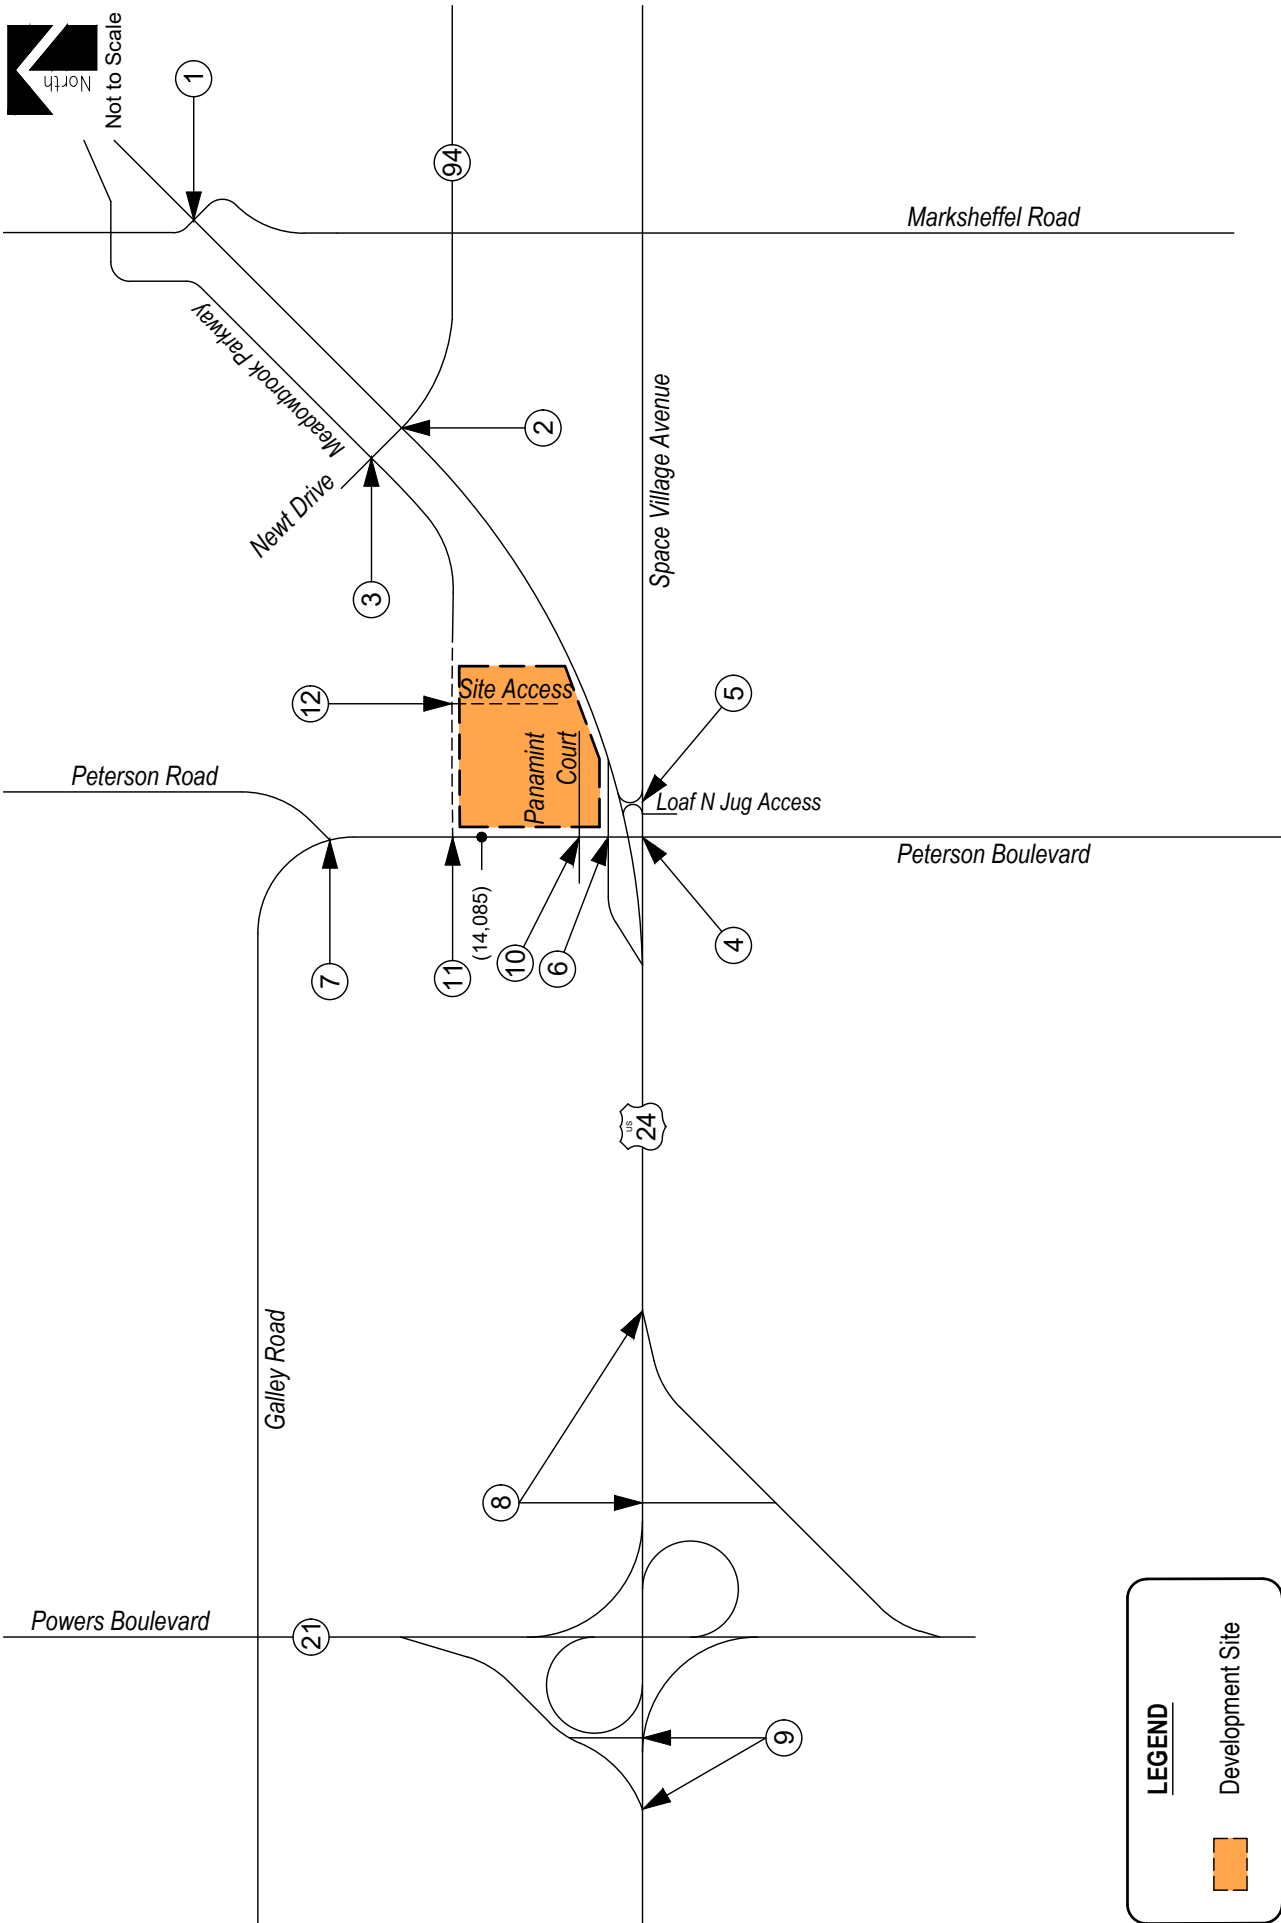 North
Not to Scale
1
94
Marksheffel Road
Meadowbrook Parkway
Newt Drive
2
3
Space Village Avenue
12
Site Access
5
Panamint
Court
Peterson Road
Loaf N Jug Access
Peterson Boulevard
(14,085)
7
11
10
6
4
US
24
Galley Road
8
Powers Boulevard
21
9
LEGEND
Development Site